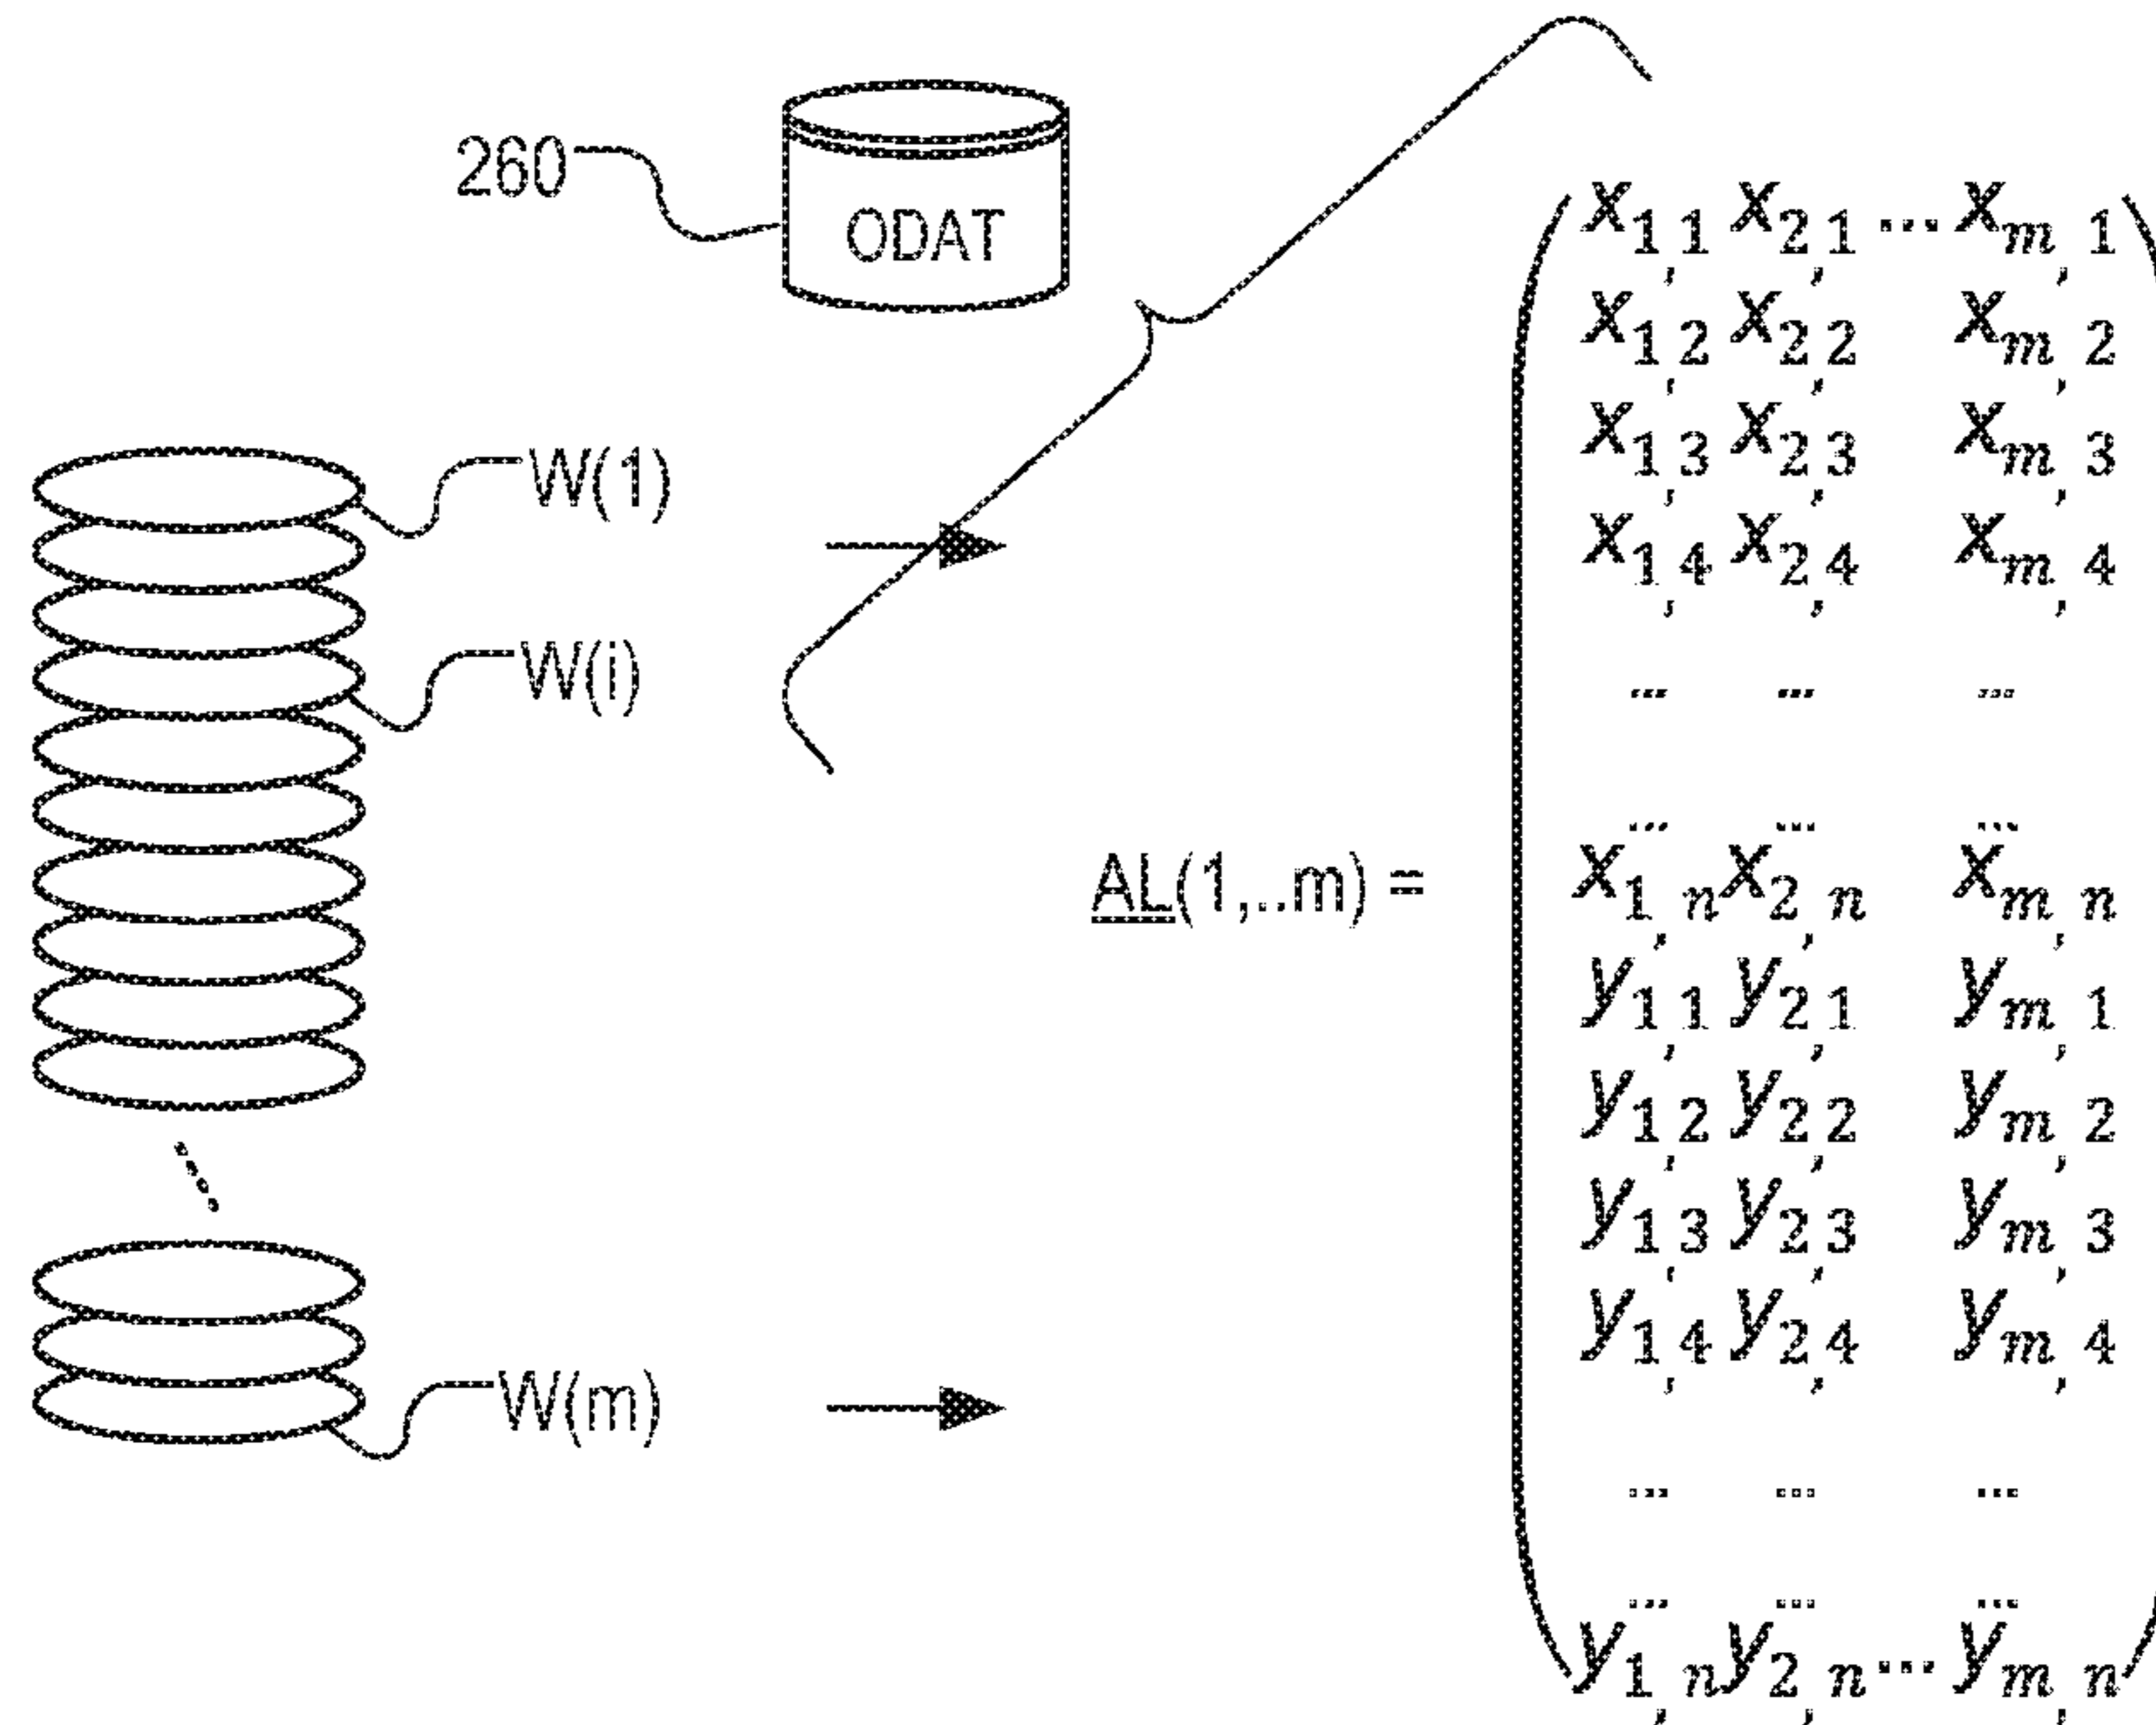 260
ODAT
W(1)
W(i)
W(m)
AL(1,..m) =
x1,1 x2,1 ... xm,1
x1,2 x2,2 xm,2
x1,3 x2,3 xm,3
x1,4 x2,4 xm,4
... ... ...
... ... ...
x1,n x2,n xm,n
y1,1 y2,1 ym,1
y1,2 y2,2 ym,2
y1,3 y2,3 ym,3
y1,4 y2,4 ym,4
... ... ...
... ... ...
y1,n y2,n ... ym,n